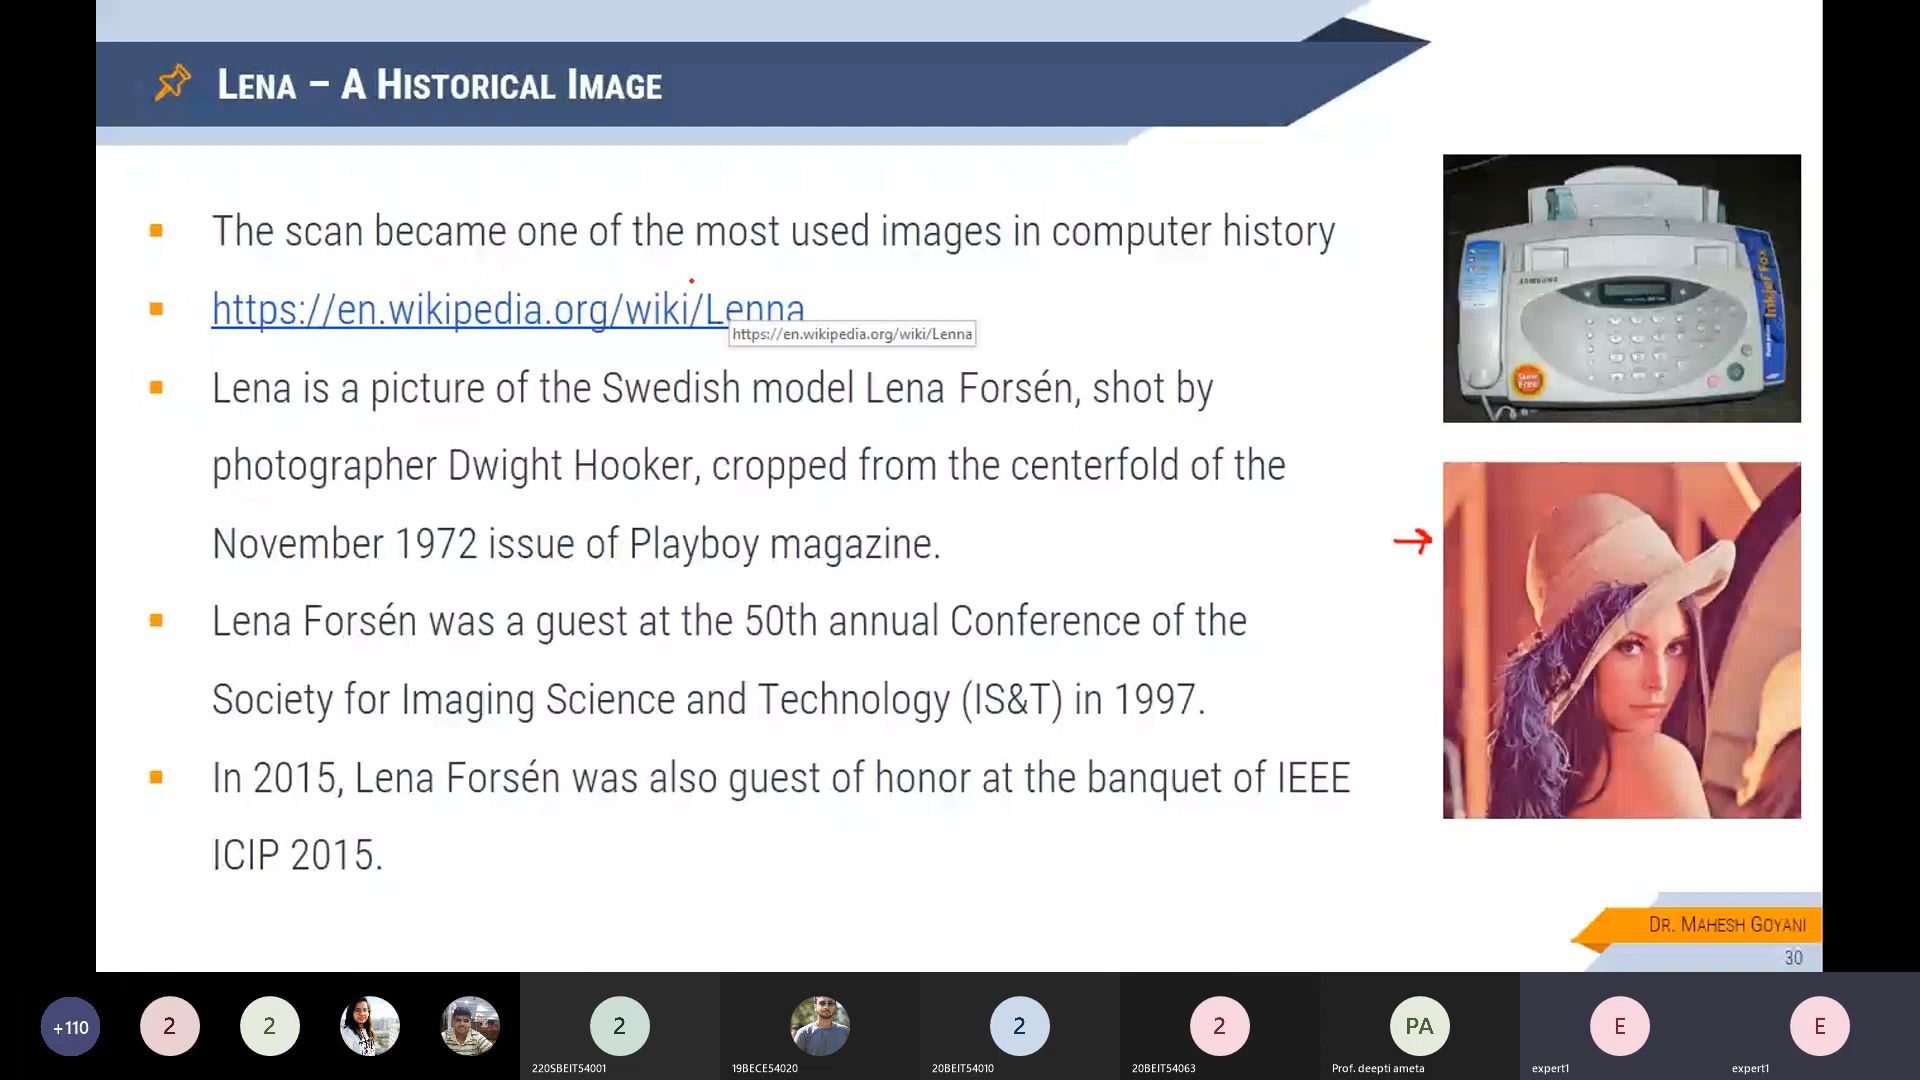 LENA – A HISTORICAL IMAGE
The scan became one of the most used images in computer history
https://en.wikipedia.org/wiki/Lenna
https://en.wikipedia.org/wiki/Lenna
Lena is a picture of the Swedish model Lena Forsén, shot by
photographer Dwight Hooker, cropped from the centerfold of the
November 1972 issue of Playboy magazine.
Lena Forsén was a guest at the 50th annual Conference of the
Society for Imaging Science and Technology (IS&T) in 1997.
In 2015, Lena Forsén was also guest of honor at the banquet of IEEE
ICIP 2015.
SAMSUNG
Inkjet Fax
DR. MAHESH GOYANI
30
+110
2
2
2
2
2
PA
E
E
220SBEIT54001
19BECE54020
20BEIT54010
20BEIT54063
Prof. deepti ameta
expert1
expert1